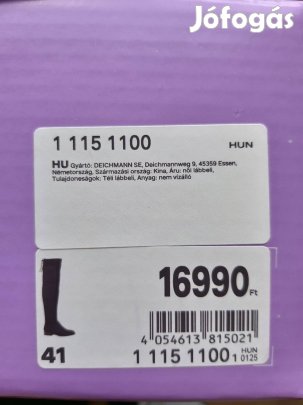 Jófogás
1 115 1100 HUN
HU Gyártó: DEICHMANN SE, Deichmannweg 9, 45359 Essen,
Németország, Származási ország: Kína, Áru: női lábbeli,
Tulajdoneságok: Téli lábbeli, Anyag: nem vízálló
16990 Ft
4 054613 815021
41 1 115 1100 1 HUN
0125